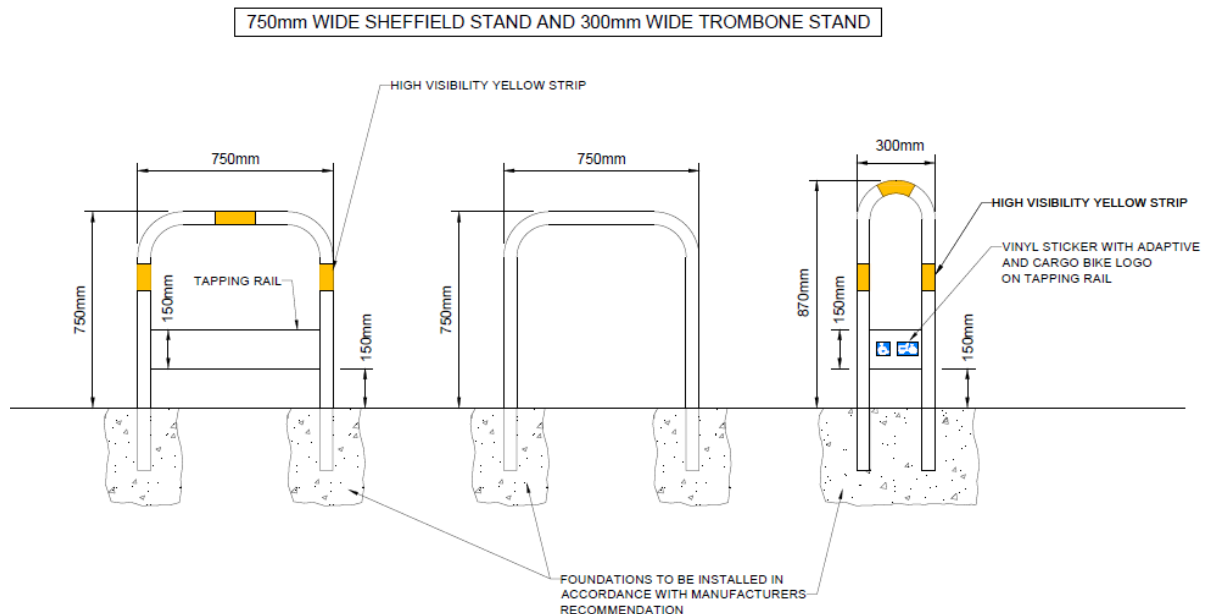 750mm WIDE SHEFFIELD STAND AND 300mm WIDE TROMBONE STAND
HIGH VISIBILITY YELLOW STRIP
750mm
750mm
300mm
HIGH VISIBILITY YELLOW STRIP
VINYL STICKER WITH ADAPTIVE
AND CARGO BIKE LOGO
ON TAPPING RAIL
TAPPING RAIL
750mm
150mm
150mm
750mm
870mm
150mm
150mm
FOUNDATIONS TO BE INSTALLED IN
ACCORDANCE WITH MANUFACTURERS
RECOMMENDATION